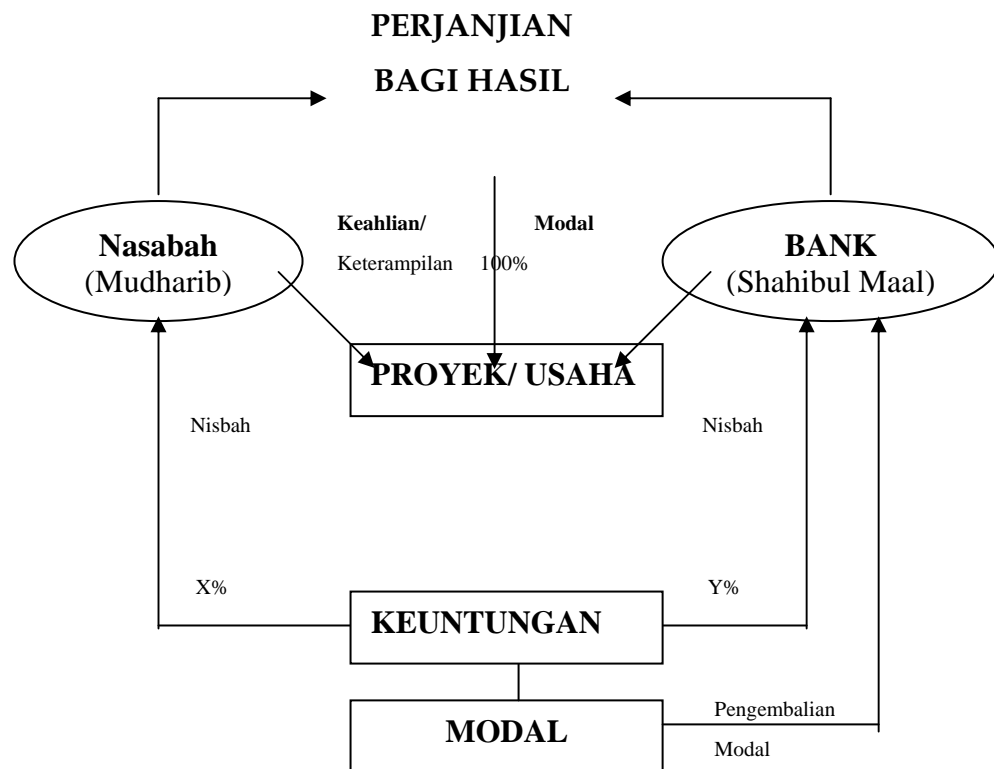 PERJANJIAN
BAGI HASIL
Keahlian/ Modal
Nasabah
(Mudharib)
Keterampilan 100%
BANK
(Shahibul Maal)
PROYEK/ USAHA
Nisbah
Nisbah
X%
Y%
KEUNTUNGAN
MODAL
Pengembalian
Modal